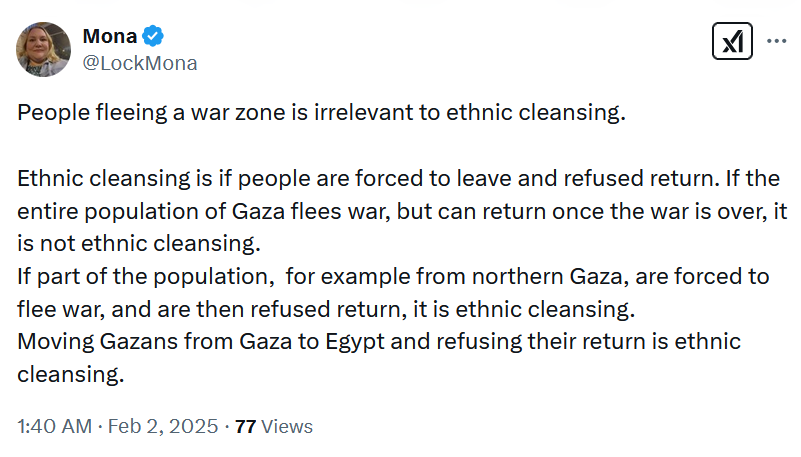 Mona
@LockMona
People fleeing a war zone is irrelevant to ethnic cleansing.
Ethnic cleansing is if people are forced to leave and refused return. If the
entire population of Gaza flees war, but can return once the war is over, it
is not ethnic cleansing.
If part of the population,  for example from northern Gaza, are forced to
flee war, and are then refused return, it is ethnic cleansing.
Moving Gazans from Gaza to Egypt and refusing their return is ethnic
cleansing.
1:40 AM · Feb 2, 2025 · 77 Views